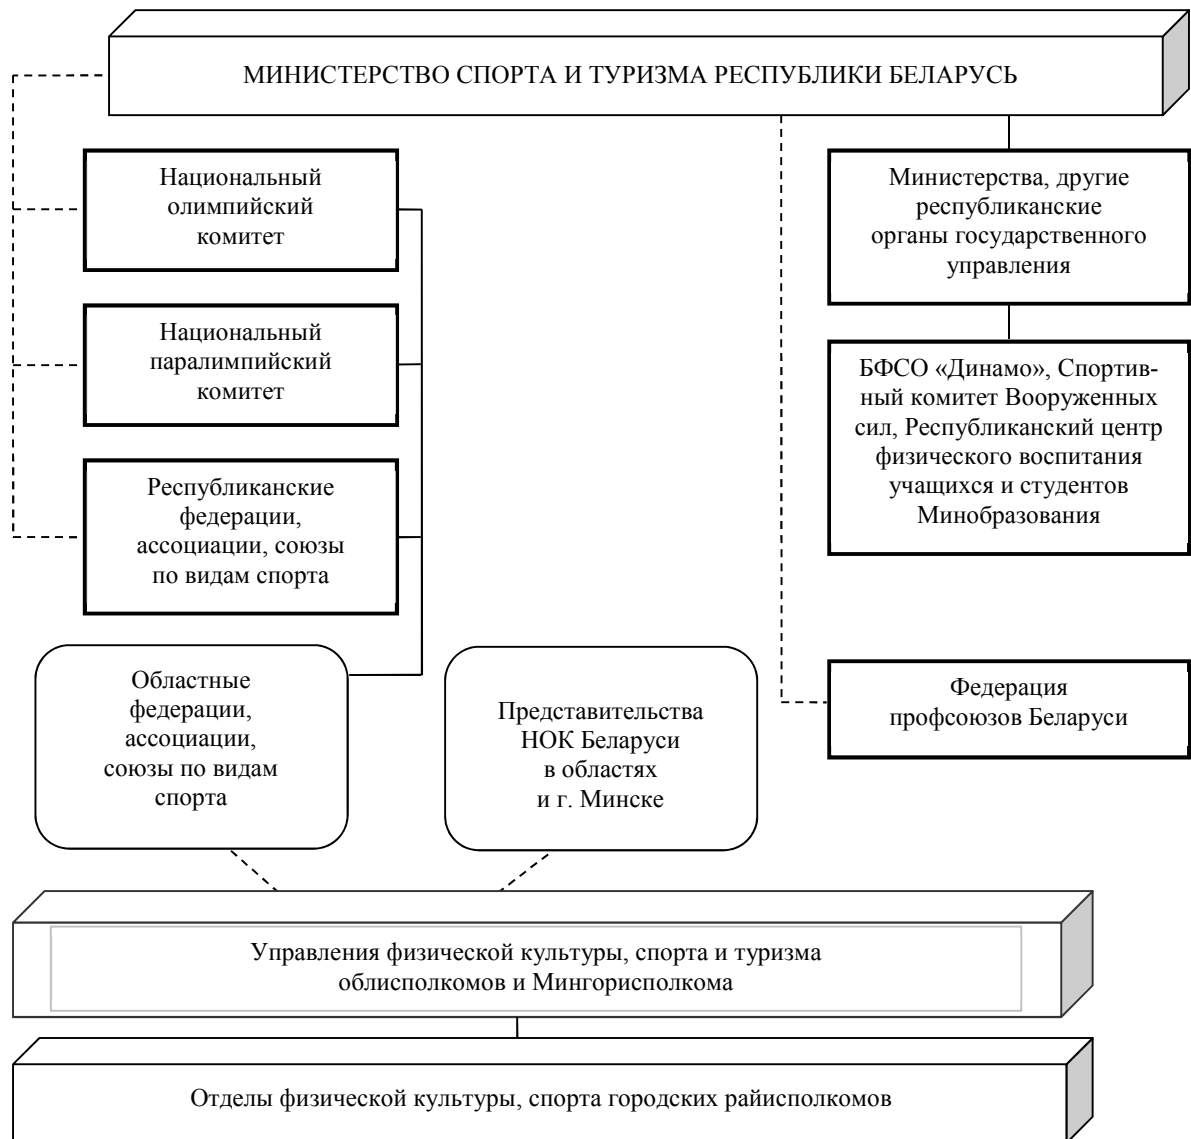 МИНИСТЕРСТВО СПОРТА И ТУРИЗМА РЕСПУБЛИКИ БЕЛАРУСЬ
Национальный
олимпийский
комитет
Министерства, другие
республиканские
органы государственного
управления
Национальный
паралимпийский
комитет
БФСО «Динамо», Спортив-
ный комитет Вооруженных
сил, Республиканский центр
физического воспитания
учащихся и студентов
Минобразования
Республиканские
федерации,
ассоциации, союзы
по видам спорта
Областные
федерации,
ассоциации,
союзы по видам
спорта
Представительства
НОК Беларуси
в областях
и г. Минске
Федерация
профсоюзов Беларуси
Управления физической культуры, спорта и туризма
облисполкомов и Мингорисполкома
Отделы физической культуры, спорта городских райисполкомов